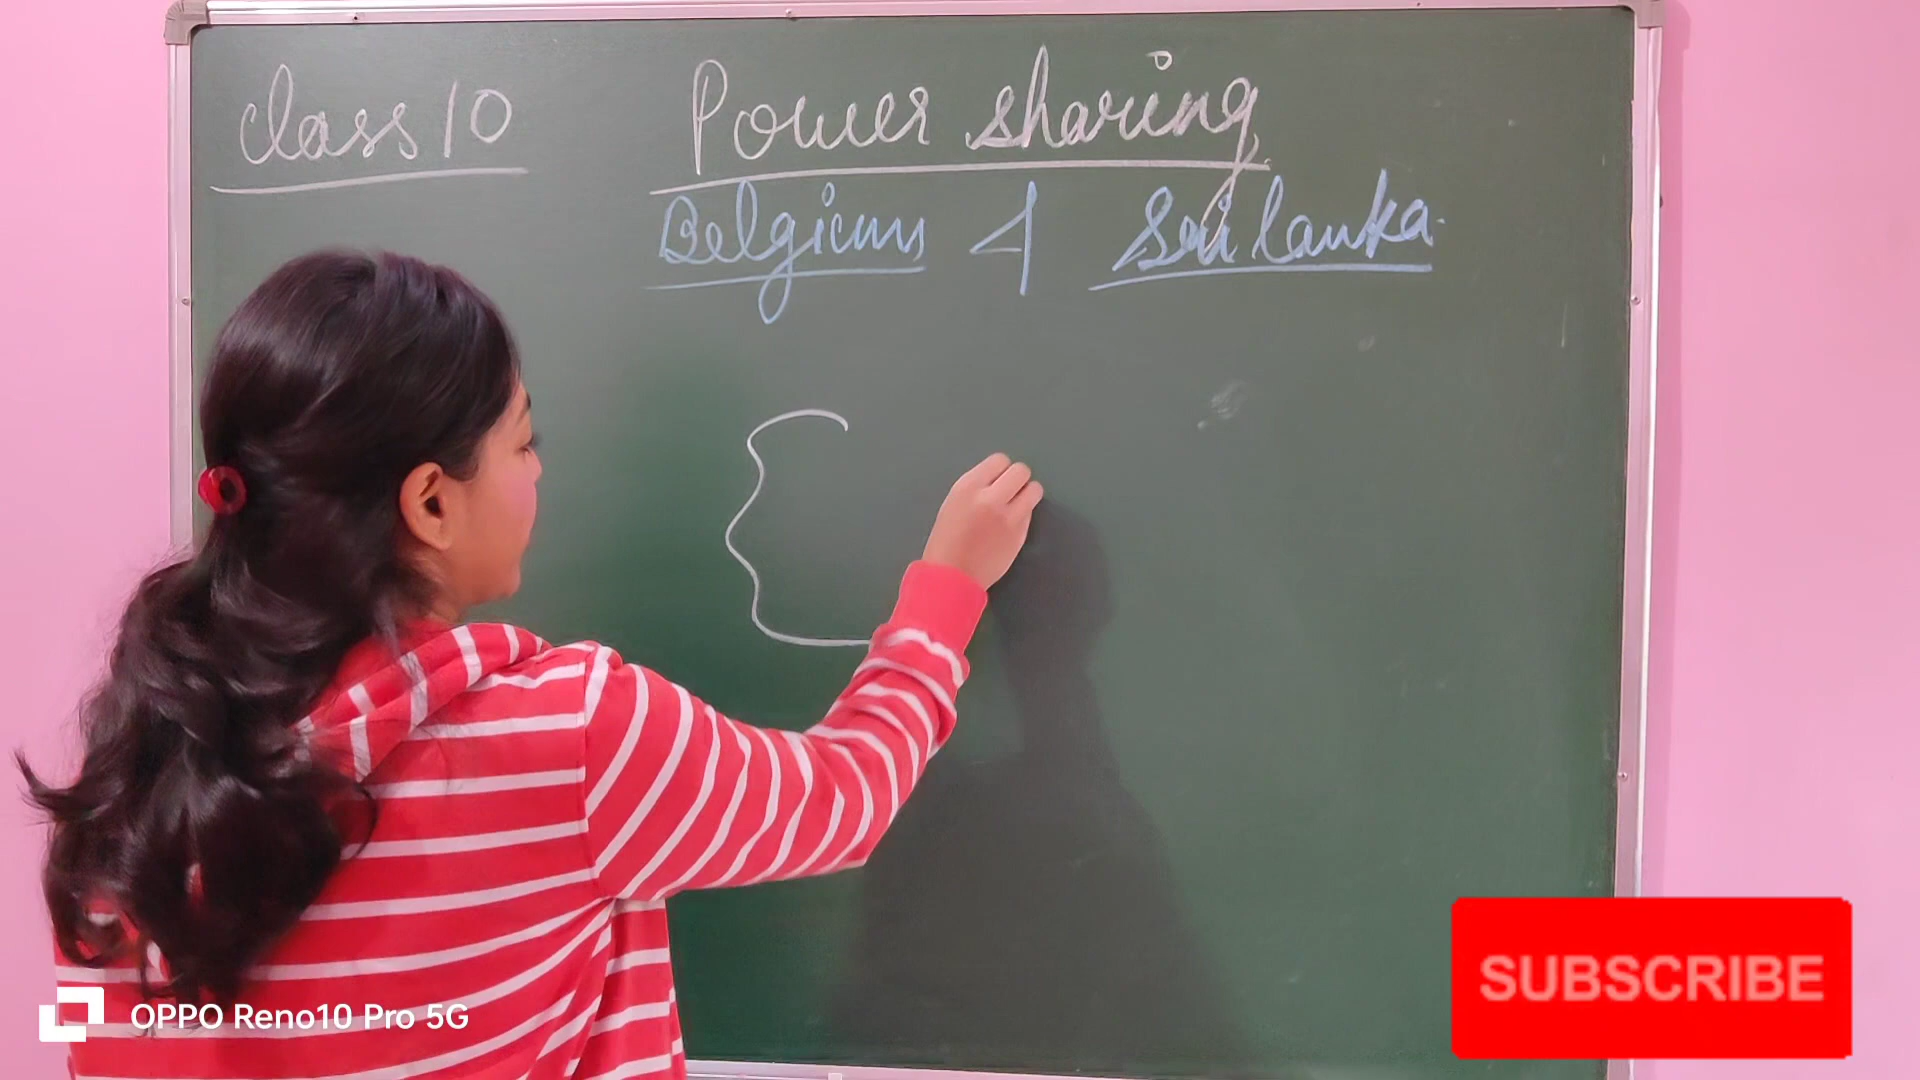 Class 10 Power sharing
Belgium & Sri lanka
SUBSCRIBE
OPPO Reno10 Pro 5G